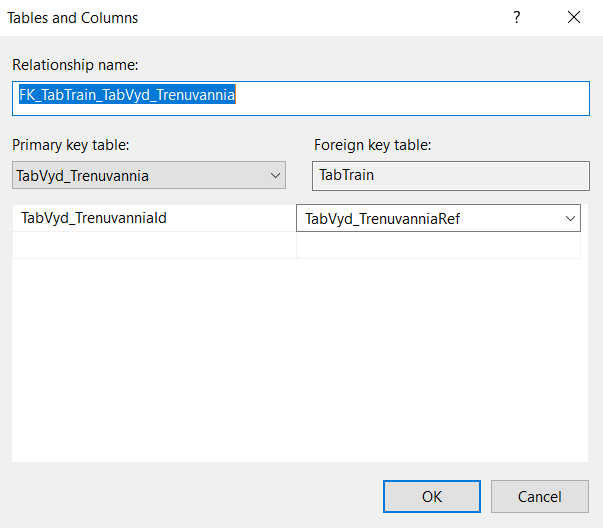 Tables and Columns
?
Relationship name:
FK_TabTrain_TabVyd_Trenuvannia
Primary key table: Foreign key table:
TabVyd_Trenuvannia TabTrain
TabVyd_TrenuvanniaId TabVyd_TrenuvanniaRef
OK Cancel